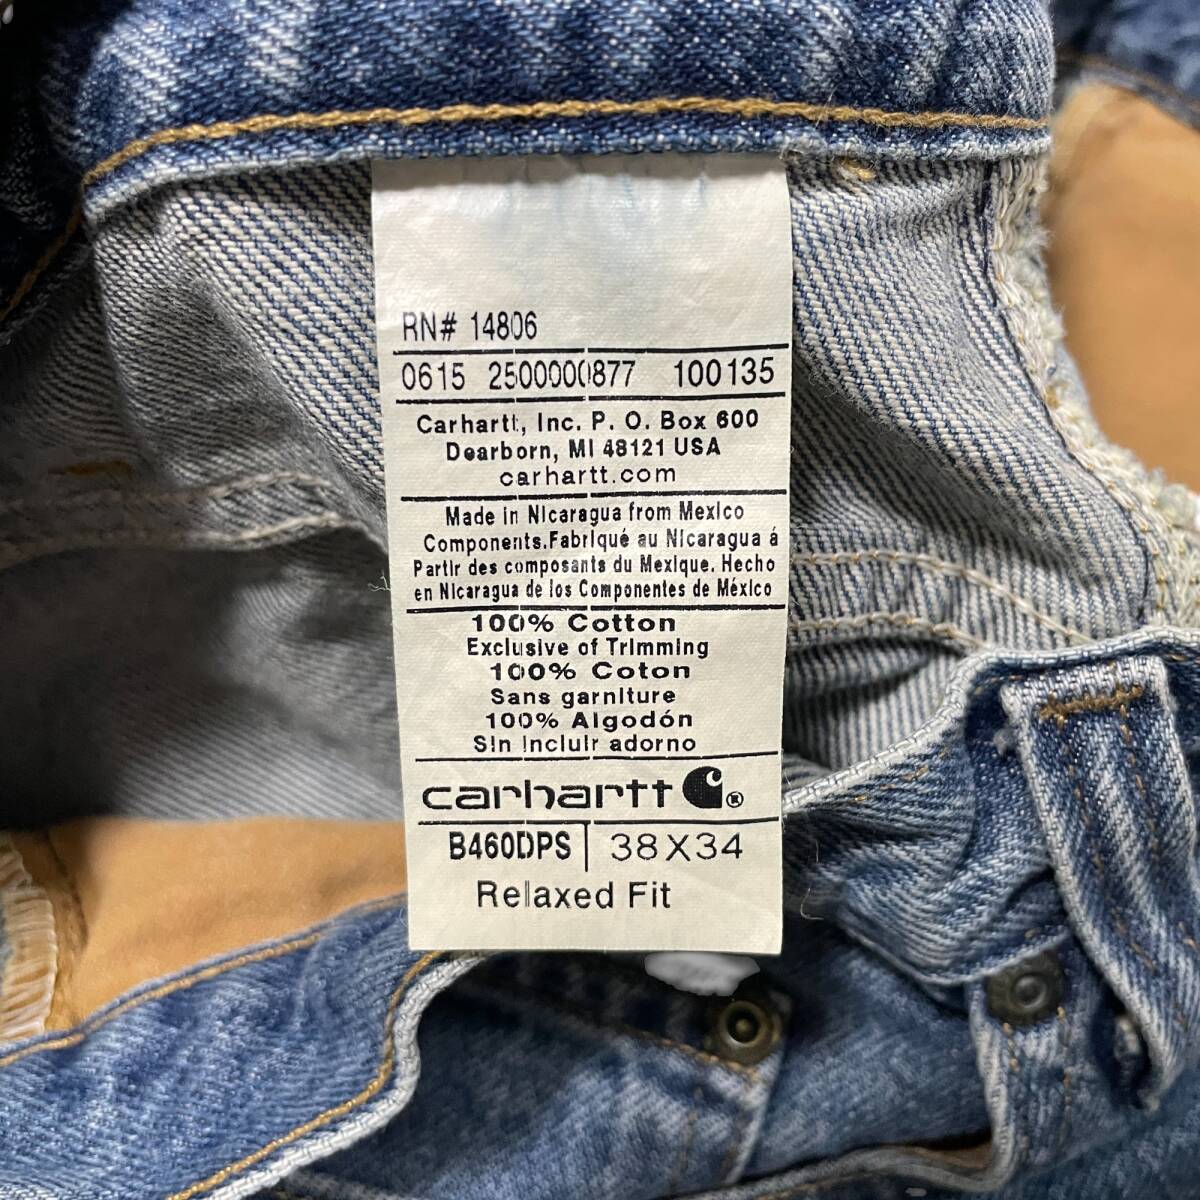 RN# 14806
0615 2500000877 100135
Carhartt, Inc. P. O. Box 600
Dearborn, MI 48121 USA
carhartt.com
Made in Nicaragua from Mexico
Components.Fabriqué au Nicaragua á
Partir des composants du Mexique. Hecho
en Nicaragua de los Componentes de México
100% Cotton
Exclusive of Trimming
100% Coton
Sans garniture
100% Algodón
Sin Incluir adorno
carhartt ®
B460DPS 38X34
Relaxed Fit